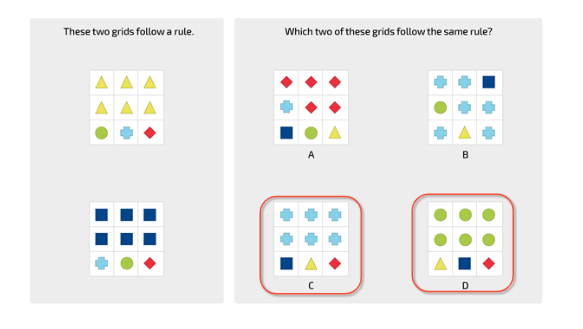 These two grids follow a rule.
Which two of these grids follow the same rule?
A
B
C
D